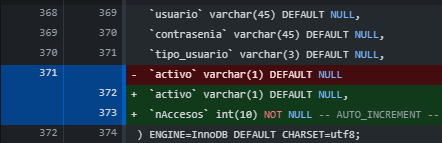 368 369 `usuario` varchar(45) DEFAULT NULL,
369 370 `contrasenia` varchar(45) DEFAULT NULL,
370 371 `tipo_usuario` varchar(3) DEFAULT NULL,
371 - `activo` varchar(1) DEFAULT NULL
372 + `activo` varchar(1) DEFAULT NULL,
373 + `nAccesos` int(10) NOT NULL -- AUTO_INCREMENT --
372 374 ) ENGINE=InnoDB DEFAULT CHARSET=utf8;